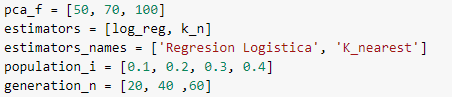 pca_f = [50, 70, 100]
estimators = [log_reg, k_n]
estimators_names = ['Regresion Logistica', 'K_nearest']
population_i = [0.1, 0.2, 0.3, 0.4]
generation_n = [20, 40 ,60]